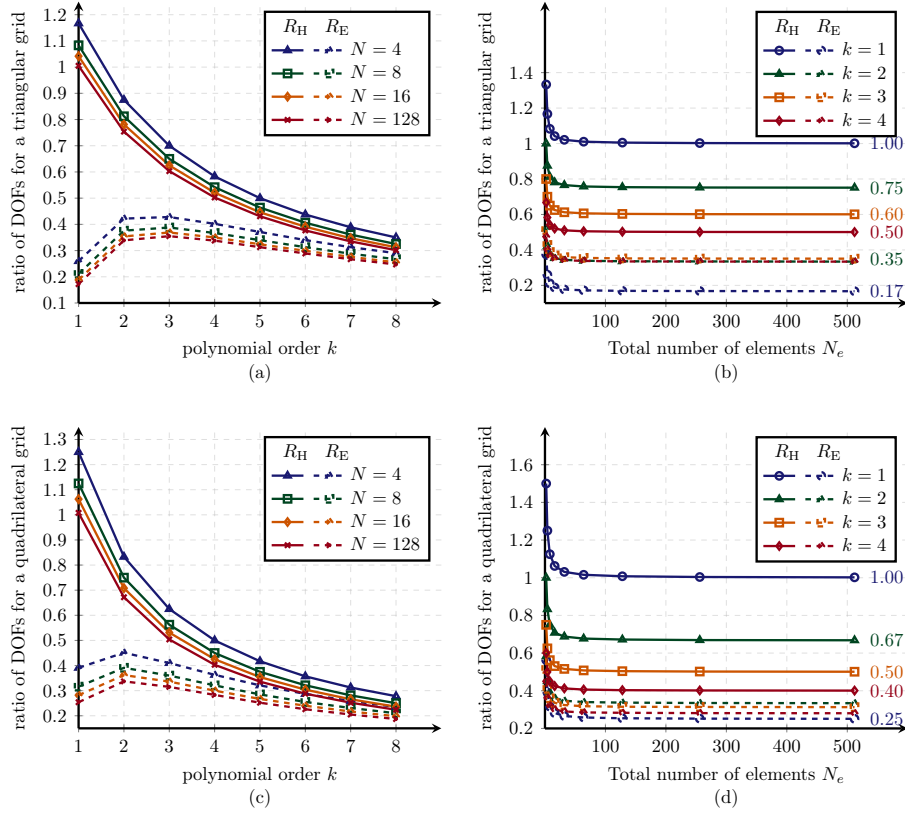 ratio of DOFs for a triangular grid
1.2
1.1
1
0.9
0.8
0.7
0.6
0.5
0.4
0.3
0.2
0.1
1 2 3 4 5 6 7 8
polynomial order k
(a)
R_H R_E
N = 4
N = 8
N = 16
N = 128
ratio of DOFs for a triangular grid
1.4
1.2
1
0.8
0.6
0.4
0.2
100 200 300 400 500
Total number of elements N_e
(b)
R_H R_E
k = 1
k = 2
k = 3
k = 4
1.00
0.75
0.60
0.50
0.35
0.17
ratio of DOFs for a quadrilateral grid
1.3
1.2
1.1
1
0.9
0.8
0.7
0.6
0.5
0.4
0.3
0.2
1 2 3 4 5 6 7 8
polynomial order k
(c)
R_H R_E
N = 4
N = 8
N = 16
N = 128
ratio of DOFs for a quadrilateral grid
1.6
1.4
1.2
1
0.8
0.6
0.4
0.2
100 200 300 400 500
Total number of elements N_e
(d)
R_H R_E
k = 1
k = 2
k = 3
k = 4
1.00
0.67
0.50
0.40
0.25